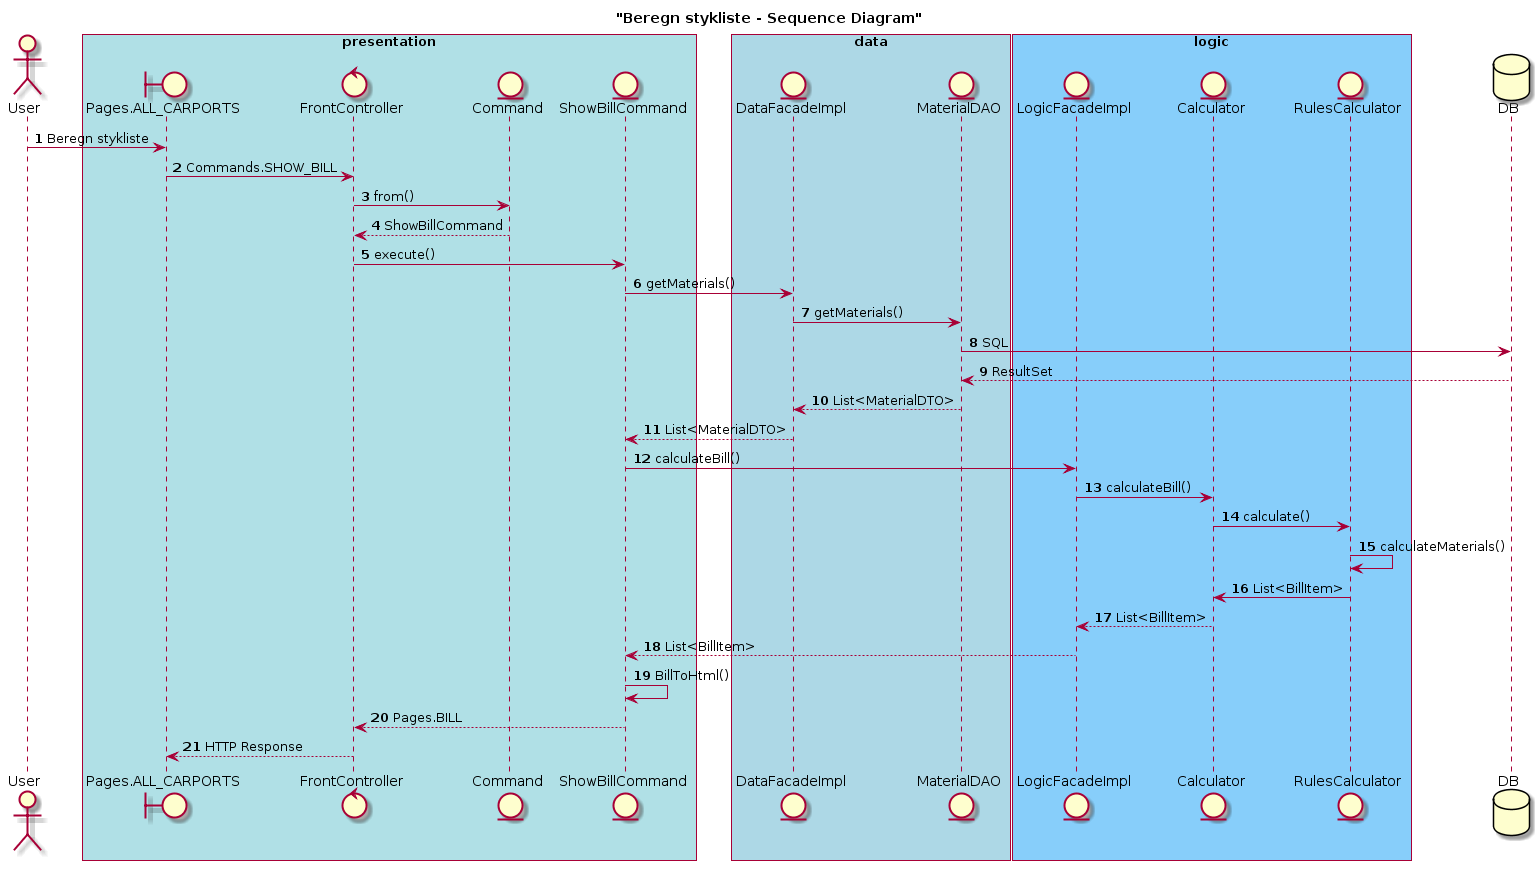 "Beregn stykliste - Sequence Diagram"
presentation
data
logic
User
Pages.ALL_CARPORTS
FrontController
Command
ShowBillCommand
DataFacadeImpl
MaterialDAO
LogicFacadeImpl
Calculator
RulesCalculator
DB
1 Beregn stykliste
2 Commands.SHOW_BILL
3 from()
4 ShowBillCommand
5 execute()
6 getMaterials()
7 getMaterials()
8 SQL
9 ResultSet
10 List<MaterialDTO>
11 List<MaterialDTO>
12 calculateBill()
13 calculateBill()
14 calculate()
15 calculateMaterials()
16 List<BillItem>
17 List<BillItem>
18 List<BillItem>
19 BillToHtml()
20 Pages.BILL
21 HTTP Response
User
Pages.ALL_CARPORTS
FrontController
Command
ShowBillCommand
DataFacadeImpl
MaterialDAO
LogicFacadeImpl
Calculator
RulesCalculator
DB